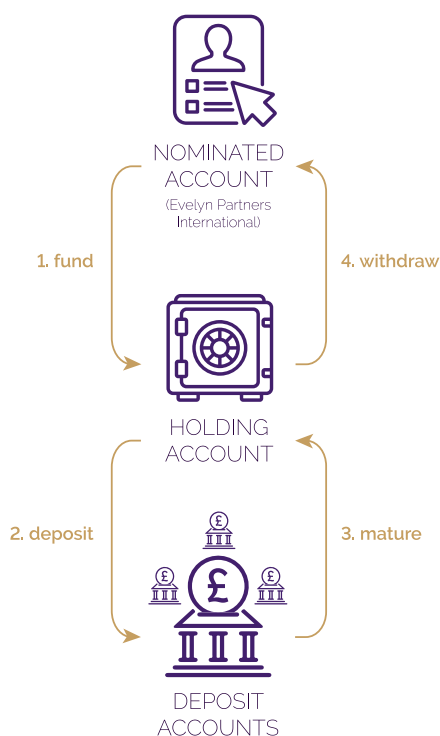 NOMINATED
ACCOUNT
(Evelyn Partners
International)
1. fund
4. withdraw
HOLDING
ACCOUNT
2. deposit
3. mature
£
£
£
£
DEPOSIT
ACCOUNTS